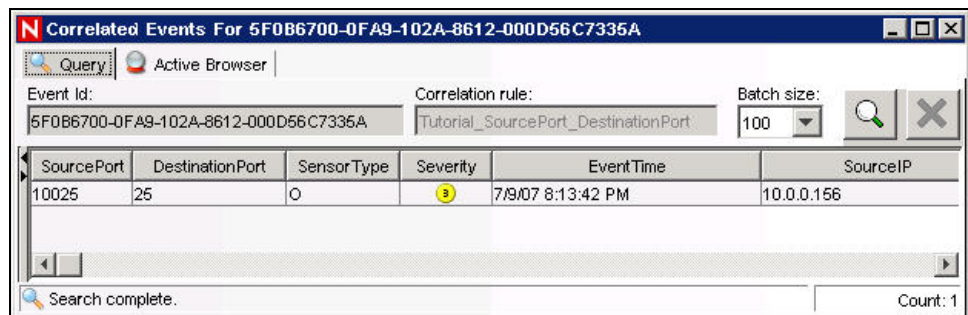 N Correlated Events For 5F0B6700-0FA9-102A-8612-000D56C7335A
Query Active Browser
Event Id: Correlation rule: Batch size:
5F0B6700-0FA9-102A-8612-000D56C7335A Tutorial_SourcePort_DestinationPort 100
SourcePort DestinationPort SensorType Severity EventTime SourceIP
10025 25 O 3 7/9/07 8:13:42 PM 10.0.0.156
Search complete. Count: 1